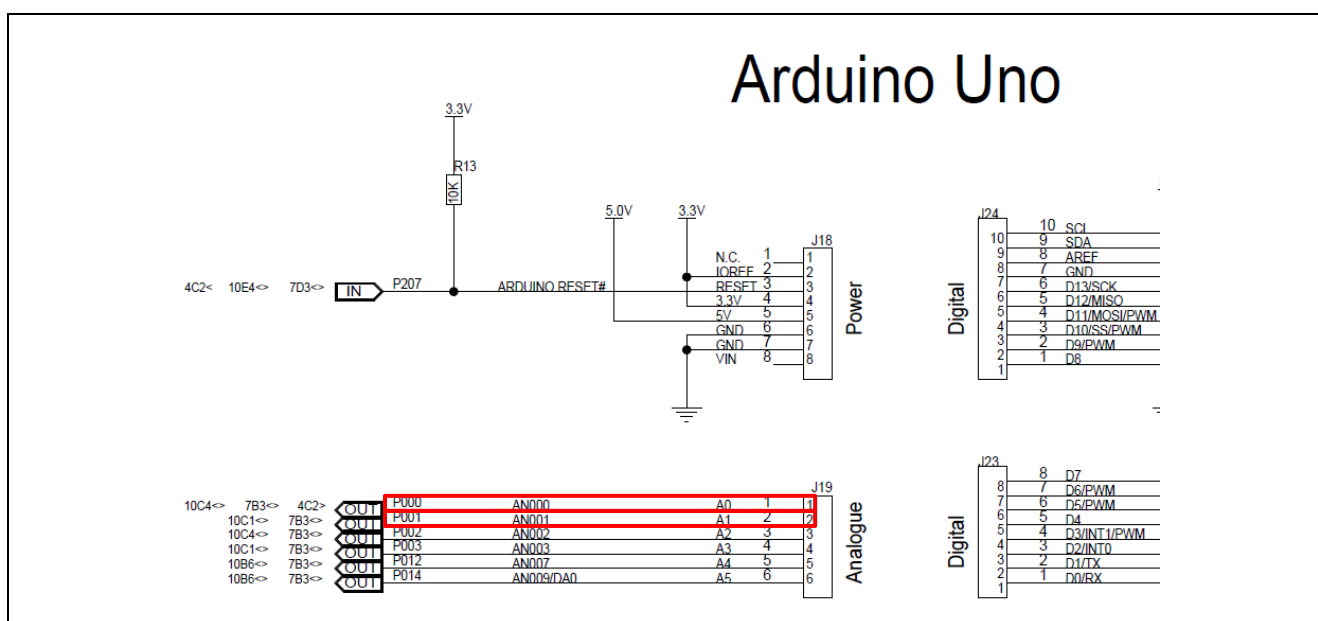 Arduino Uno
3.3V
R13
10K
5.0V 3.3V
J18
N.C. 1 1
IOREF 2 2
4C2< 10E4<> 7D3<> IN P207 ARDUINO RESET# RESET 3 3
3.3V 4 4
5V 5 5
GND 6 6
GND 7 7
VIN 8 8
Power
J24
10 10 SCL
9 9 SDA
8 8 AREF
7 7 GND
6 6 D13/SCK
5 5 D12/MISO
4 4 D11/MOSI/PWM
3 3 D10/SS/PWM
2 2 D9/PWM
1 1 D8
Digital
J19
10C4<> 7B3<> 4C2> OUT P000 AN000 A0 1 1
10C1<> 7B3<> OUT P001 AN001 A1 2 2
10C4<> 7B3<> OUT P002 AN002 A2 3 3
10C1<> 7B3<> OUT P003 AN003 A3 4 4
10B6<> 7B3<> OUT P012 AN007 A4 5 5
10B6<> 7B3<> OUT P014 AN009/DA0 A5 6 6
Analogue
J23
8 8 D7
7 7 D6/PWM
6 6 D5/PWM
5 5 D4
4 4 D3/INT1/PWM
3 3 D2/INT0
2 2 D1/TX
1 1 D0/RX
Digital